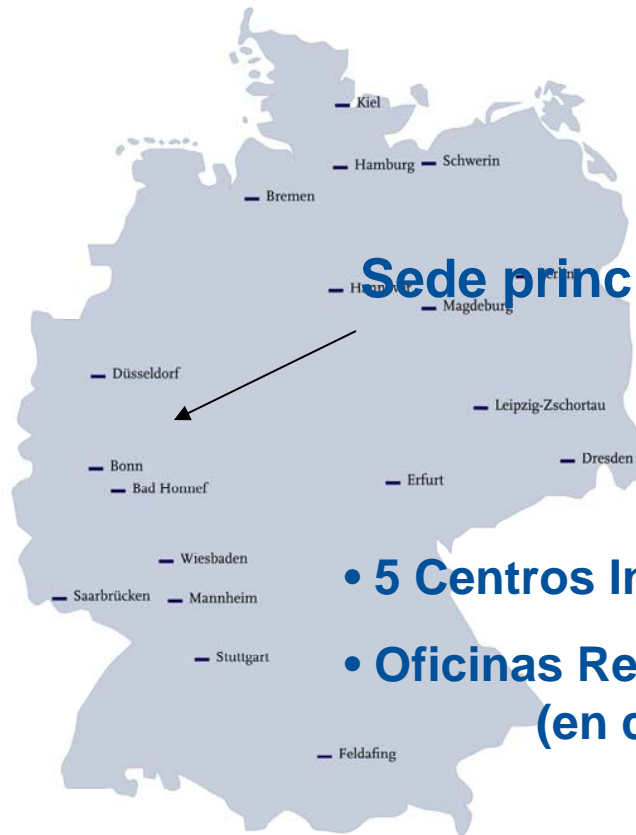 Kiel
Hamburg
Schwerin
Bremen
Sede princ
Magdeburg
Düsseldorf
Leipzig-Zschortau
Dresden
Bonn
Erfurt
Bad Honnef
Wiesbaden
• 5 Centros In
Saarbrücken
Mannheim
Stuttgart
• Oficinas Re
(en c
Feldafing